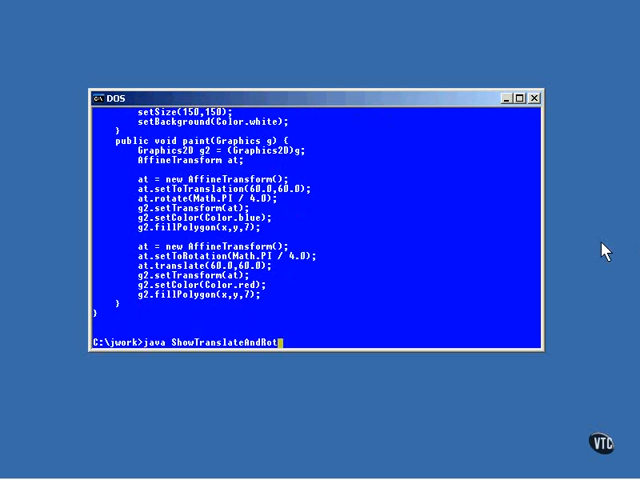 DOS
setSize(150,150);
setBackground(Color.white);
}
public void paint(Graphics g) {
Graphics2D g2 = (Graphics2D)g;
AffineTransform at;
at = new AffineTransform();
at.setToTranslation(60.0,60.0);
at.rotate(Math.PI / 4.0);
g2.setTransform(at);
g2.setColor(Color.blue);
g2.fillPolygon(x,y,7);
at = new AffineTransform();
at.setToRotation(Math.PI / 4.0);
at.translate(60.0,60.0);
g2.setTransform(at);
g2.setColor(Color.red);
g2.fillPolygon(x,y,7);
}
}
C:\jwork>java ShowTranslateAndRot
VTC